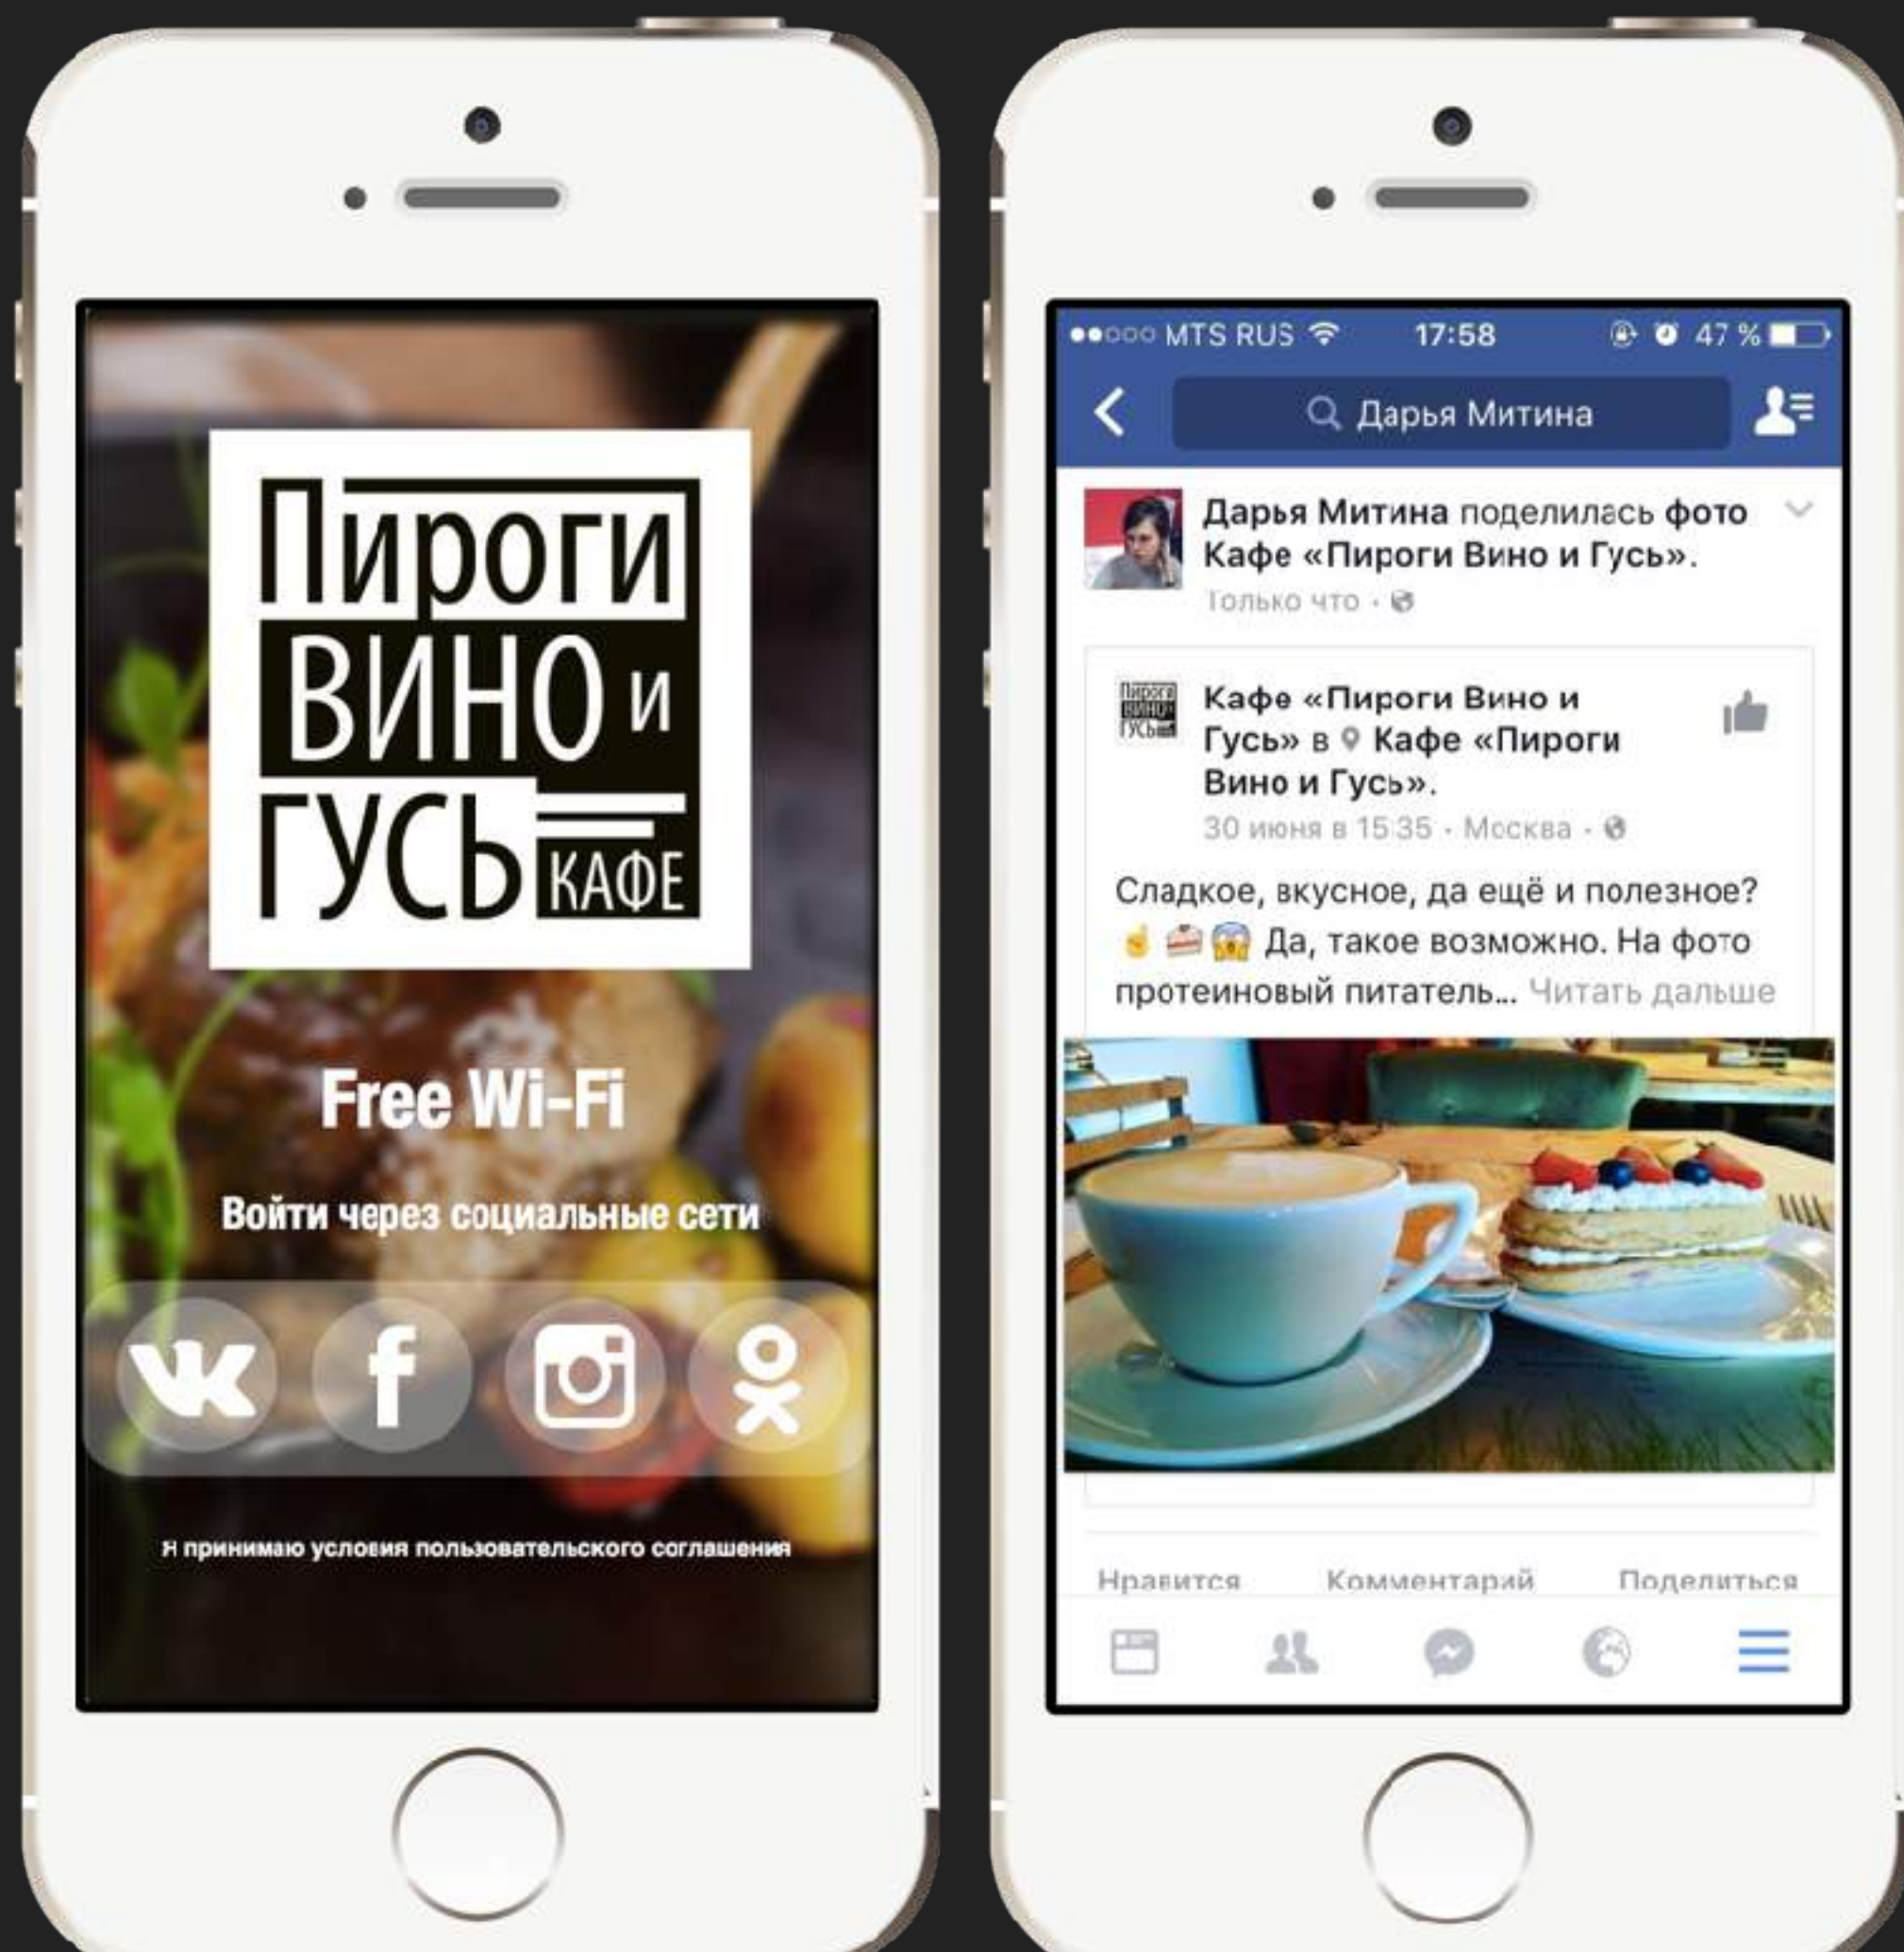 Пироги
ВИНО и
ГУСЬ КАФЕ
Free Wi-Fi
Войти через социальные сети
Я принимаю условия пользовательского соглашения
MTS RUS 17:58 47 %
Дарья Митина
Дарья Митина поделилась фото
Кафе «Пироги Вино и Гусь».
Только что ·
Пироги
ВИНО и
ГУСЬ
Кафе «Пироги Вино и
Гусь» в Кафе «Пироги
Вино и Гусь».
30 июня в 15:35 · Москва ·
Сладкое, вкусное, да ещё и полезное?
☝️🍰😱 Да, такое возможно. На фото
протеиновый питатель... Читать дальше
Нравится Комментарий Поделиться